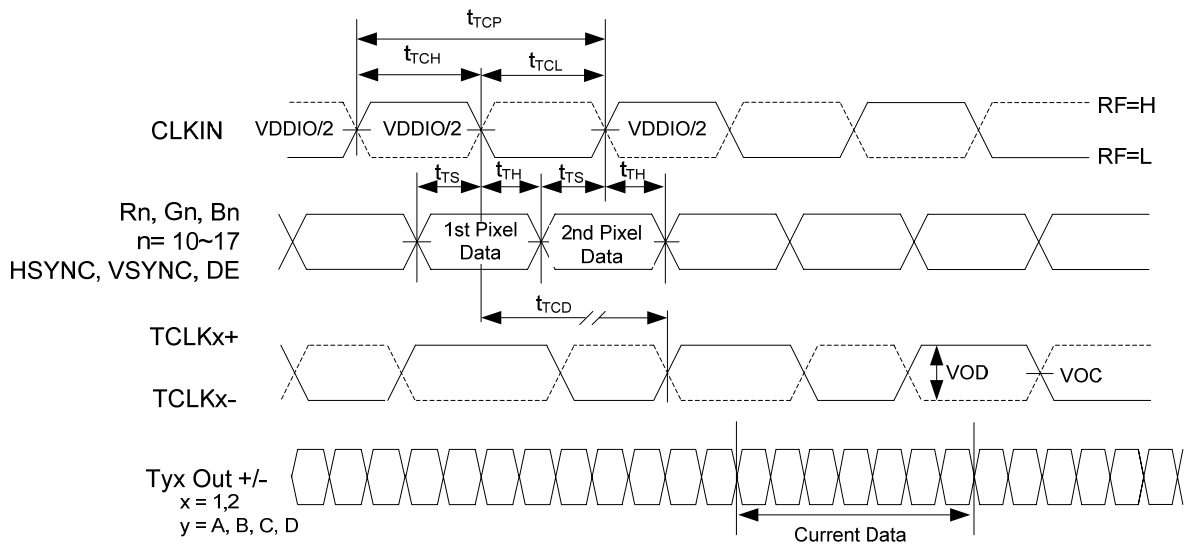 tTCP
tTCH tTCL
CLKIN VDDIO/2 VDDIO/2 VDDIO/2 RF=H
RF=L
tTS tTH tTS tTH
Rn, Gn, Bn
n= 10~17
HSYNC, VSYNC, DE
1st Pixel
Data
2nd Pixel
Data
tTCD
TCLKx+
TCLKx-
VOD VOC
Tyx Out +/-
x = 1,2
y = A, B, C, D
Current Data